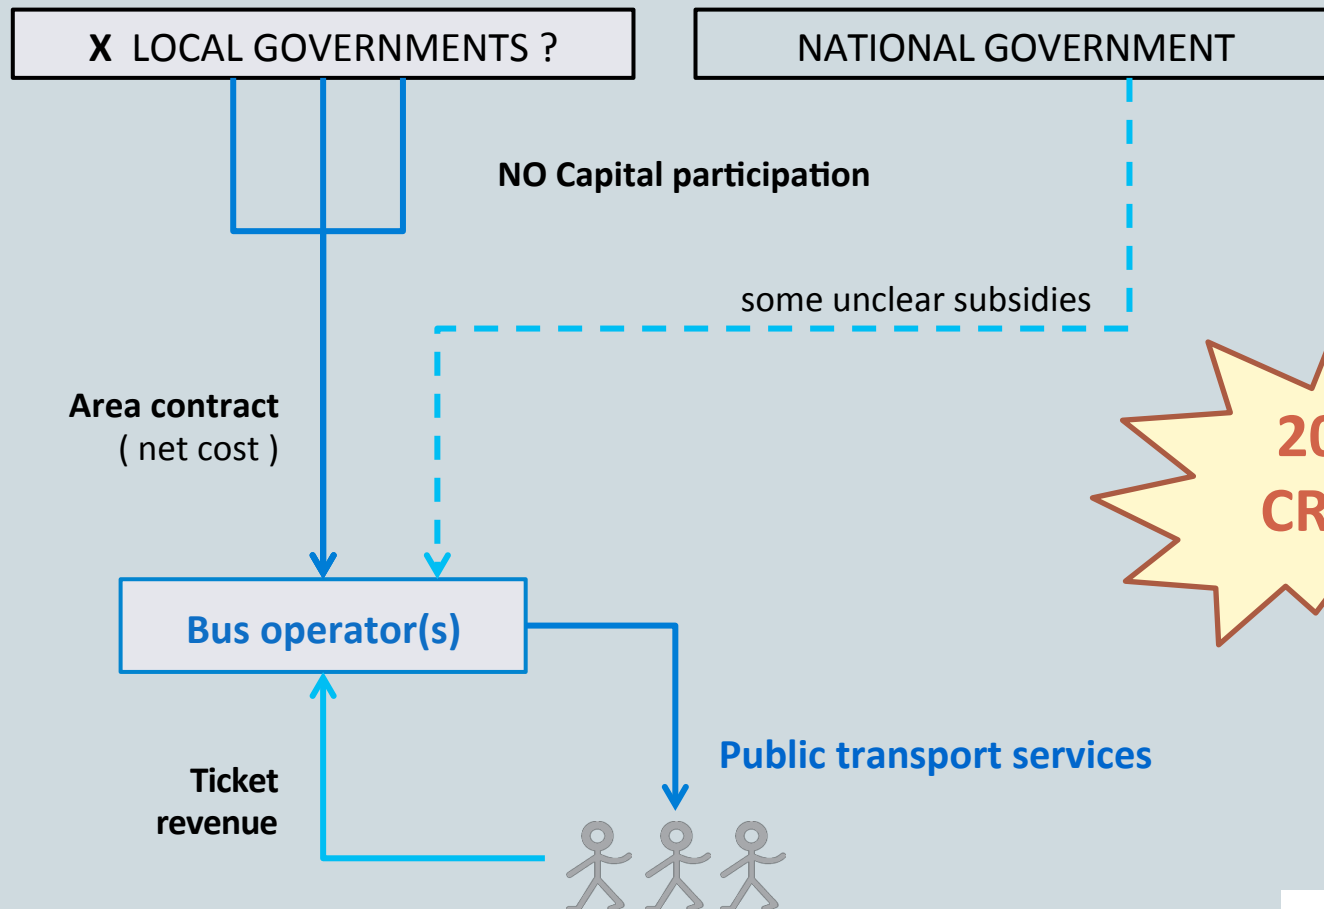 X LOCAL GOVERNMENTS ?
NATIONAL GOVERNMENT
NO Capital participation
some unclear subsidies
Area contract
( net cost )
Bus operator(s)
Public transport services
Ticket
revenue